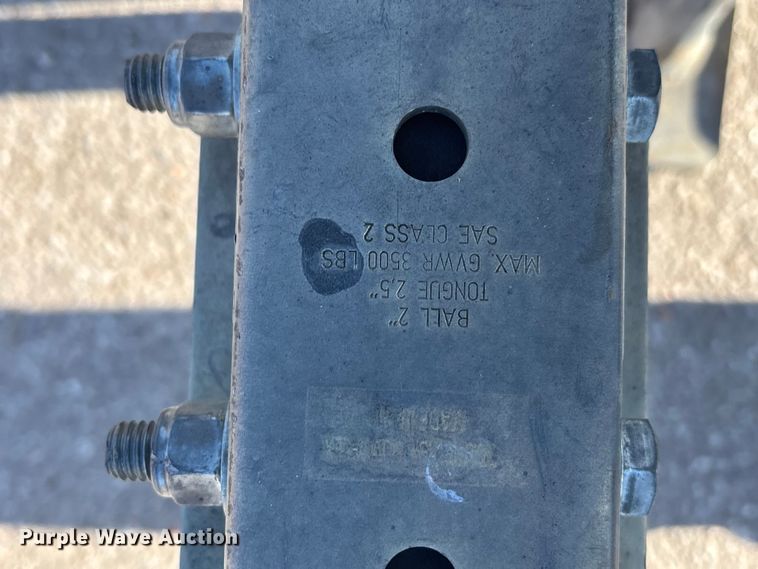 BALL 2"
TONGUE 2,5"
MAX. GVWR 3500 LBS
SAE CLASS 2
Purple Wave Auction